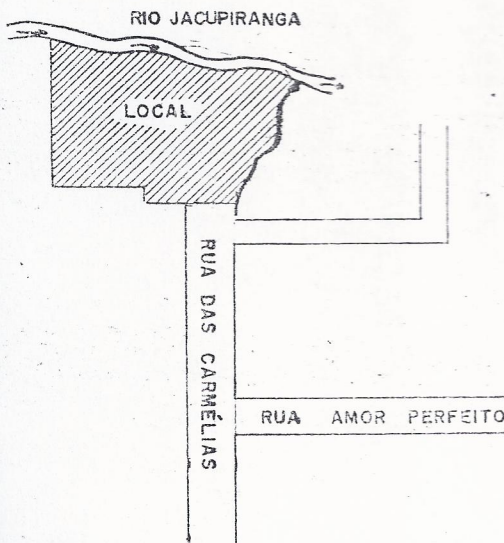 RIO JACUPIRANGA
LOCAL
RUA DAS CARMÉLIAS
RUA AMOR PERFEITO